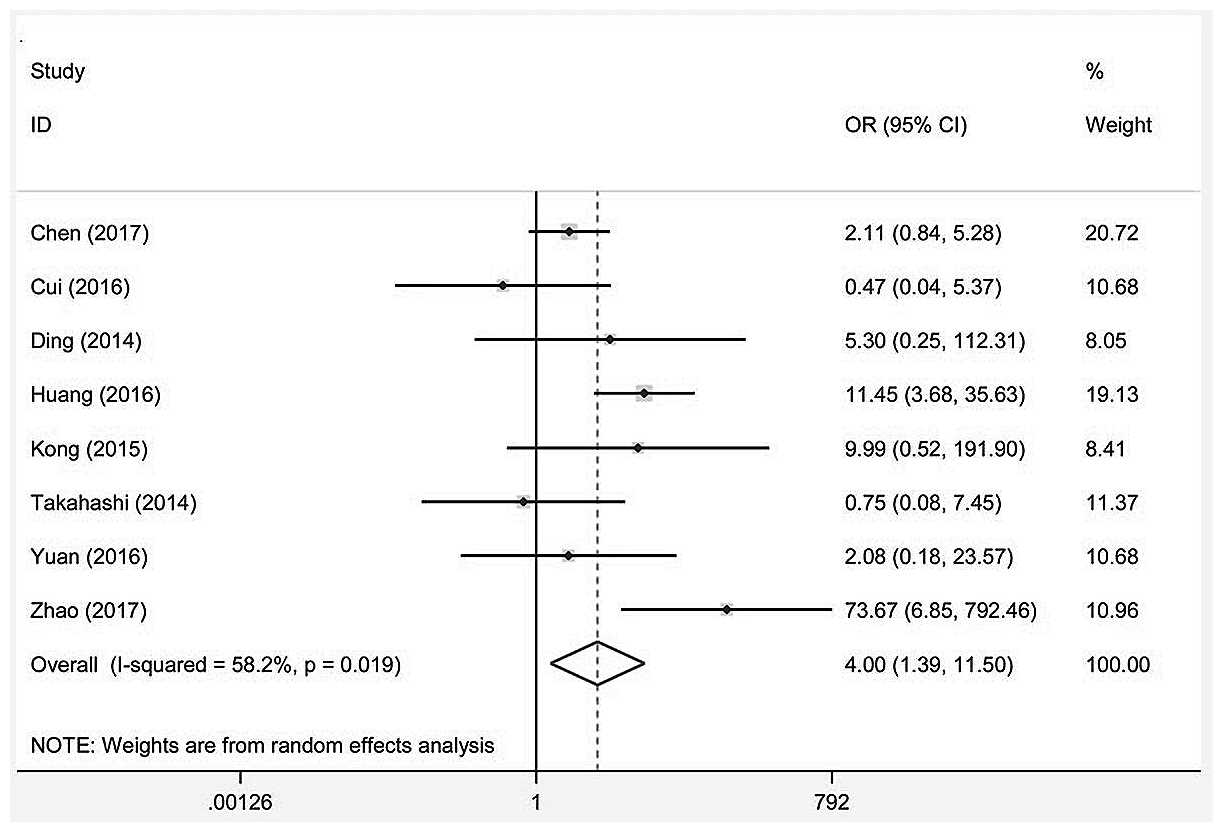 Study %
ID OR (95% CI) Weight
Chen (2017) 2.11 (0.84, 5.28) 20.72
Cui (2016) 0.47 (0.04, 5.37) 10.68
Ding (2014) 5.30 (0.25, 112.31) 8.05
Huang (2016) 11.45 (3.68, 35.63) 19.13
Kong (2015) 9.99 (0.52, 191.90) 8.41
Takahashi (2014) 0.75 (0.08, 7.45) 11.37
Yuan (2016) 2.08 (0.18, 23.57) 10.68
Zhao (2017) 73.67 (6.85, 792.46) 10.96
Overall (I-squared = 58.2%, p = 0.019) 4.00 (1.39, 11.50) 100.00
NOTE: Weights are from random effects analysis
.00126 1 792